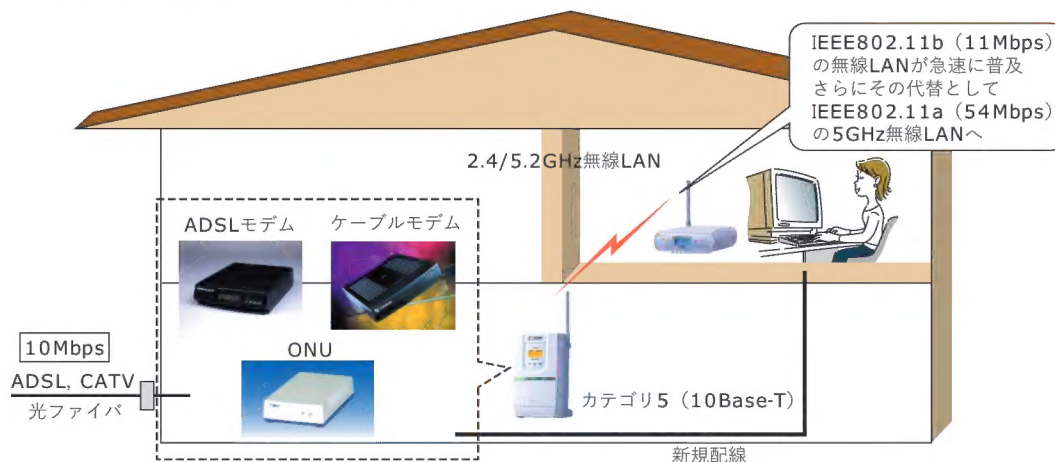 IEEE802.11b（11Mbps）
の無線LANが急速に普及
さらにその代替として
IEEE802.11a（54Mbps）
の5GHz無線LANへ
2.4/5.2GHz無線LAN
ADSLモデム
ケーブルモデム
10Mbps
ADSL, CATV
光ファイバ
ONU
カテゴリ5（10Base-T）
新規配線